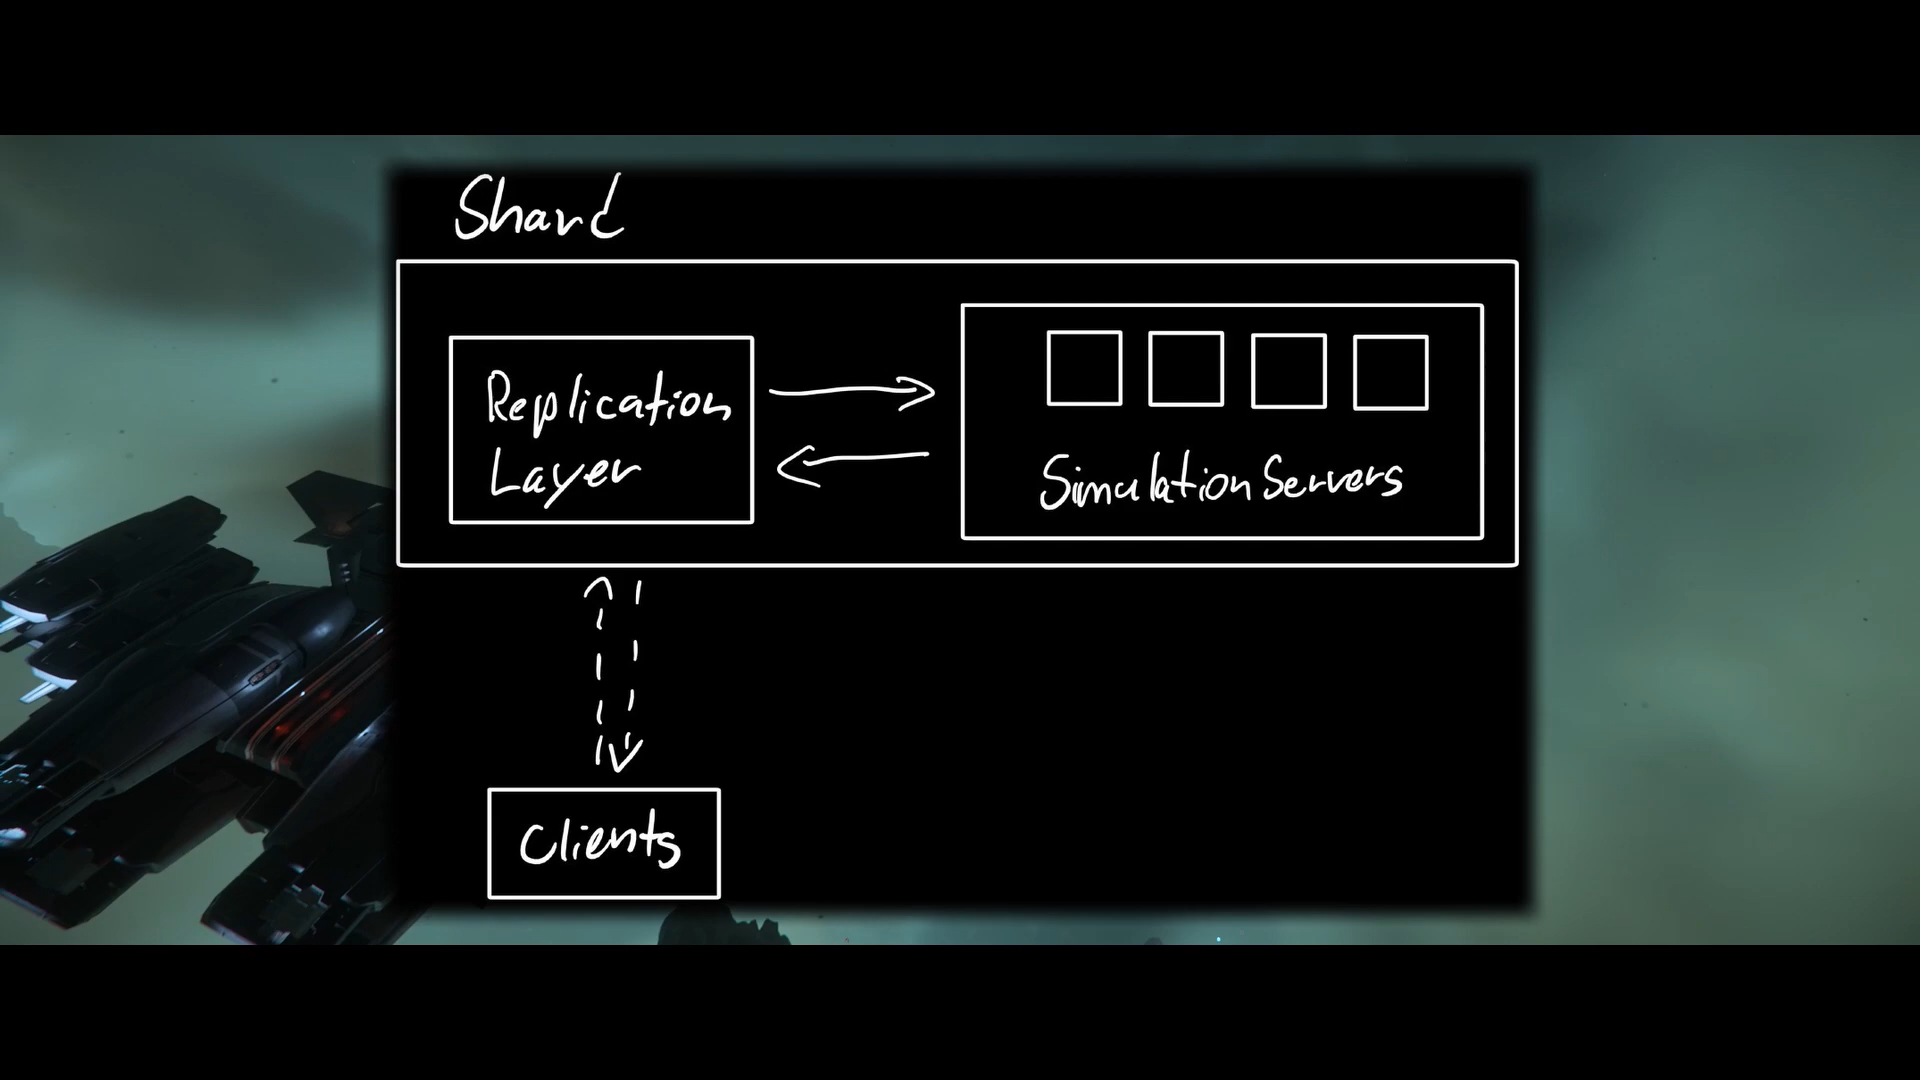 Shard
Replication
Layer
Simulation Servers
Clients